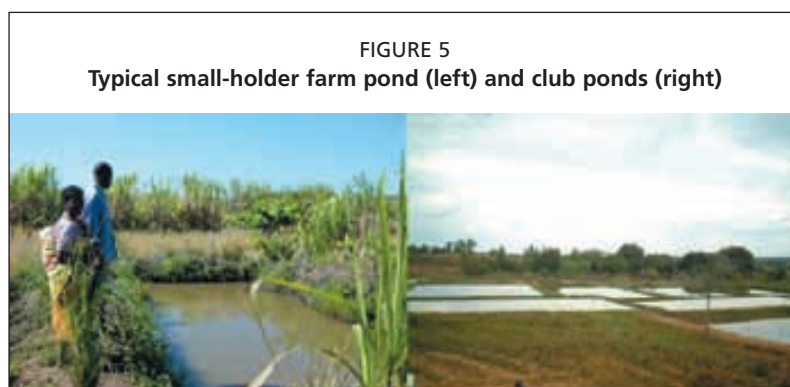 FIGURE 5
Typical small-holder farm pond (left) and club ponds (right)